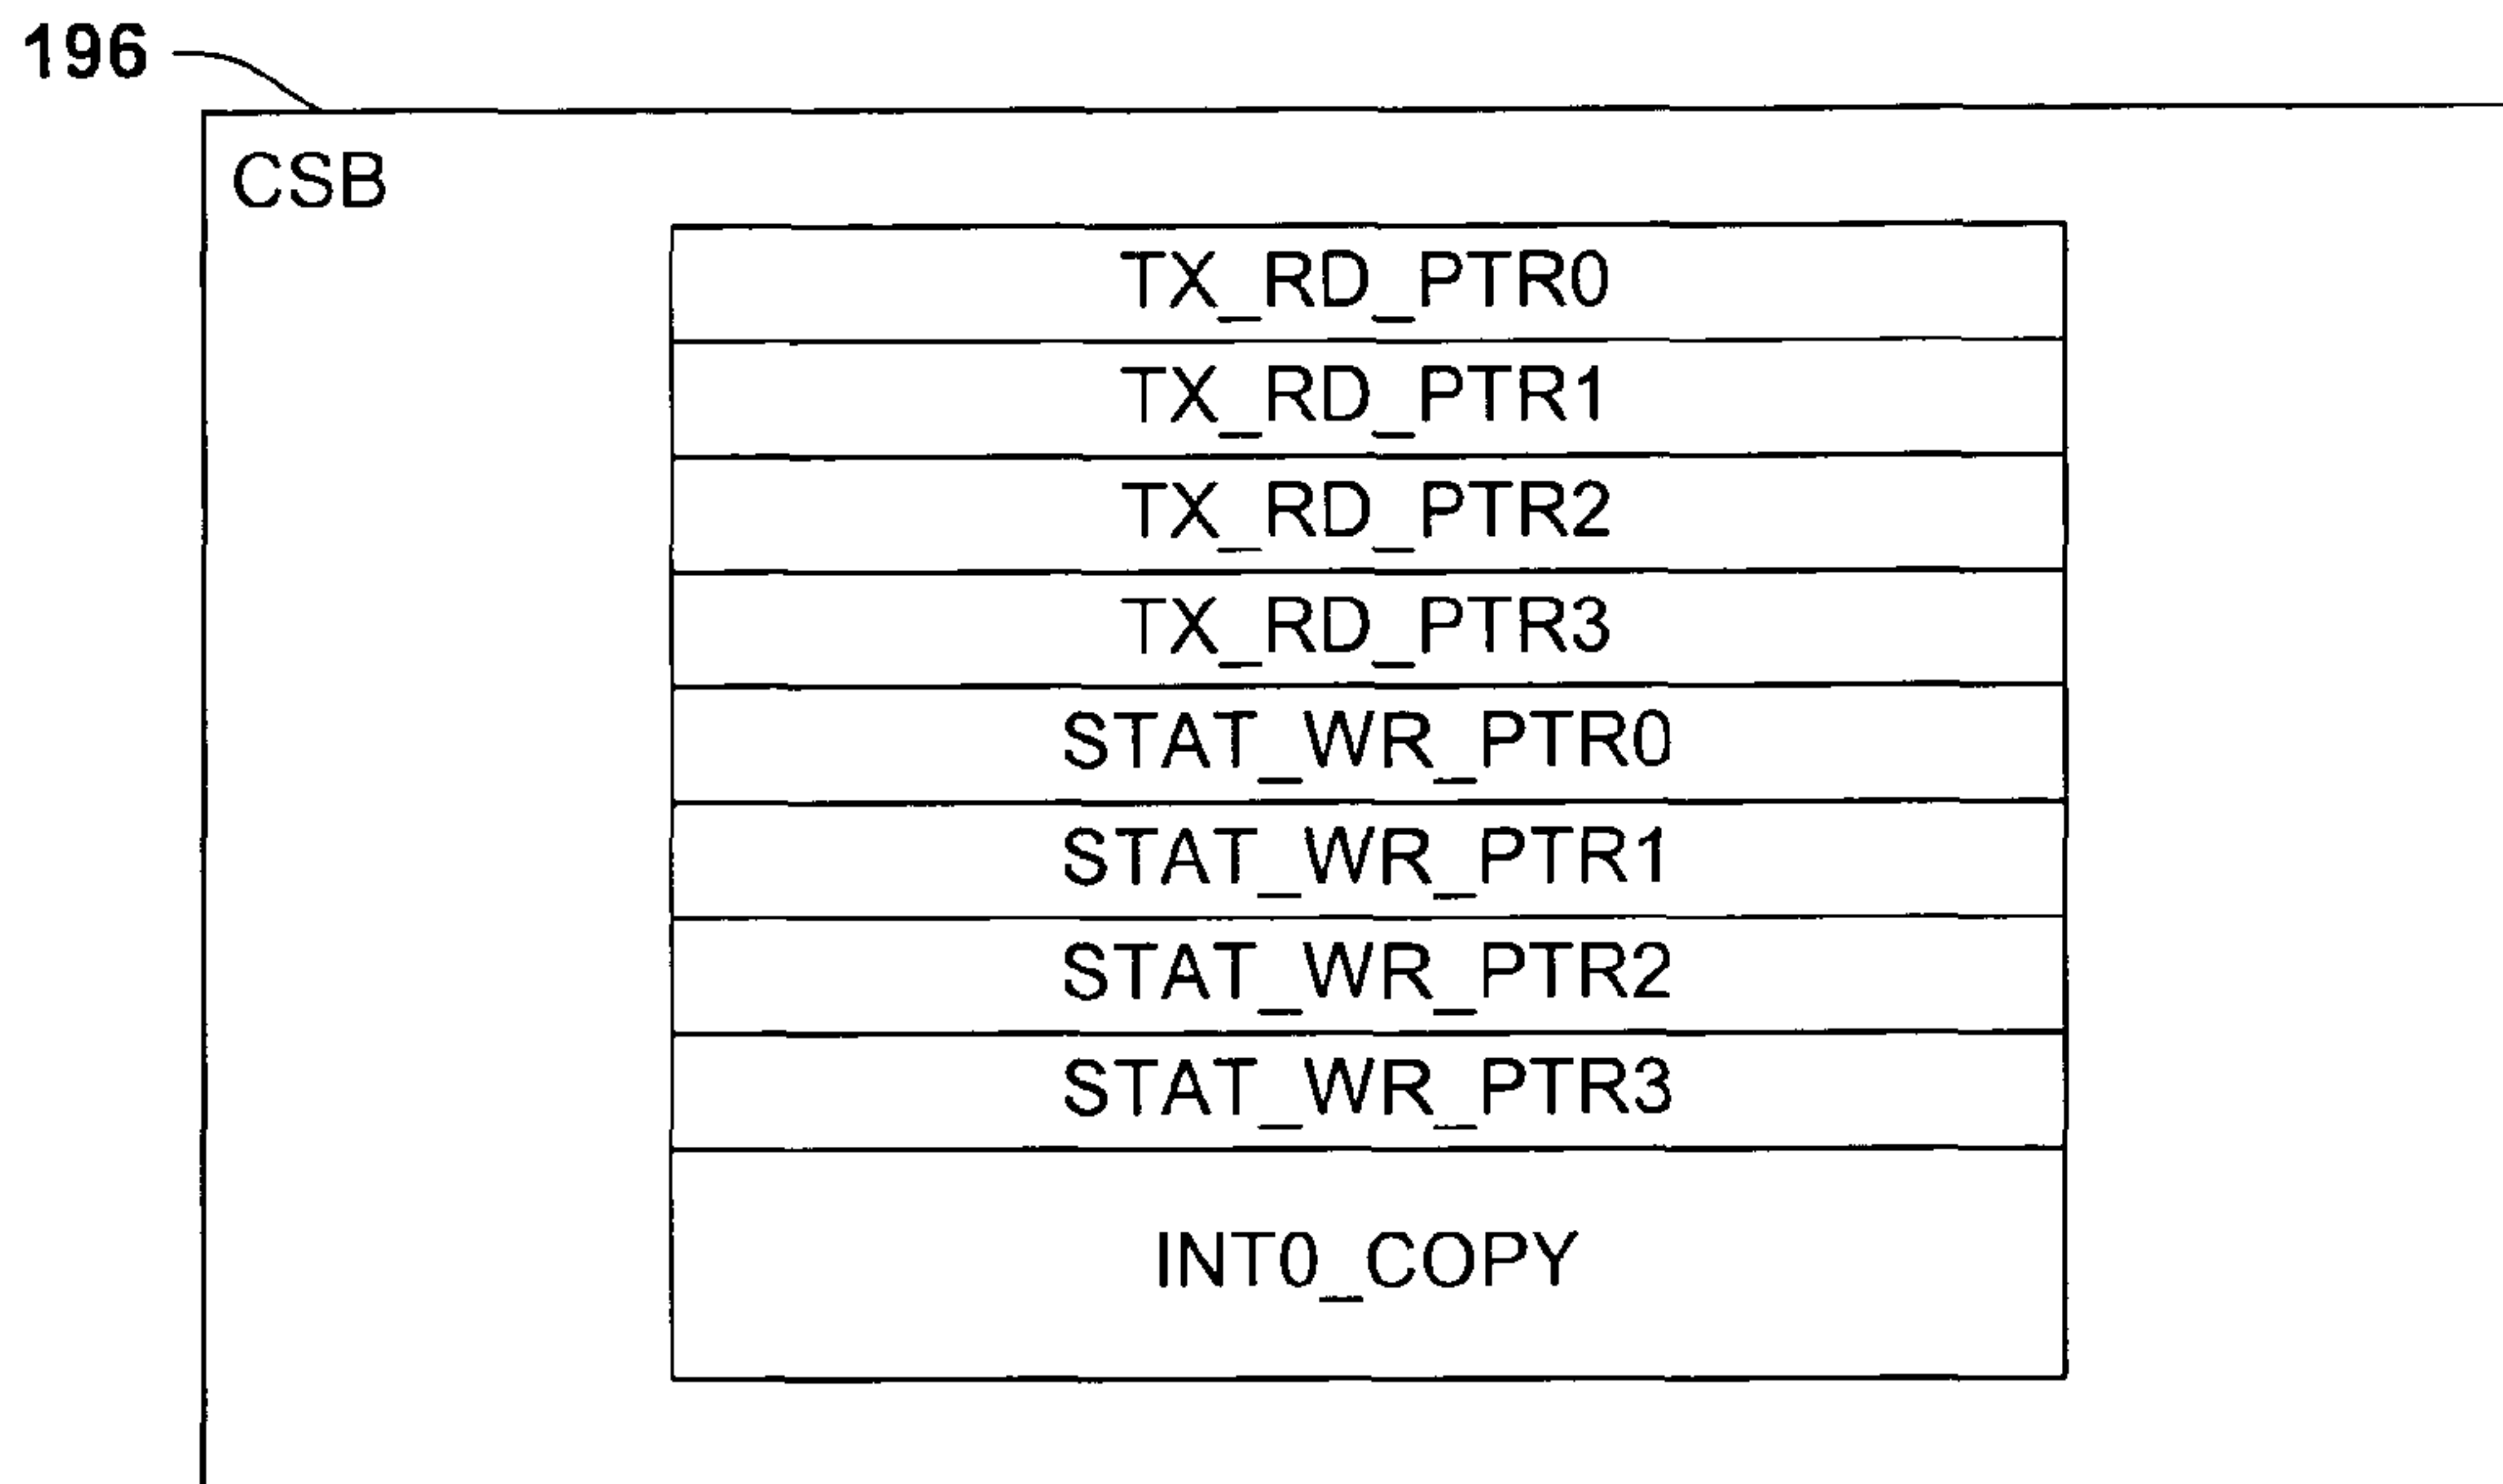 196
CSB
TX_RD_PTR0
TX_RD_PTR1
TX_RD_PTR2
TX_RD_PTR3
STAT_WR_PTR0
STAT_WR_PTR1
STAT_WR_PTR2
STAT_WR_PTR3
INT0_COPY